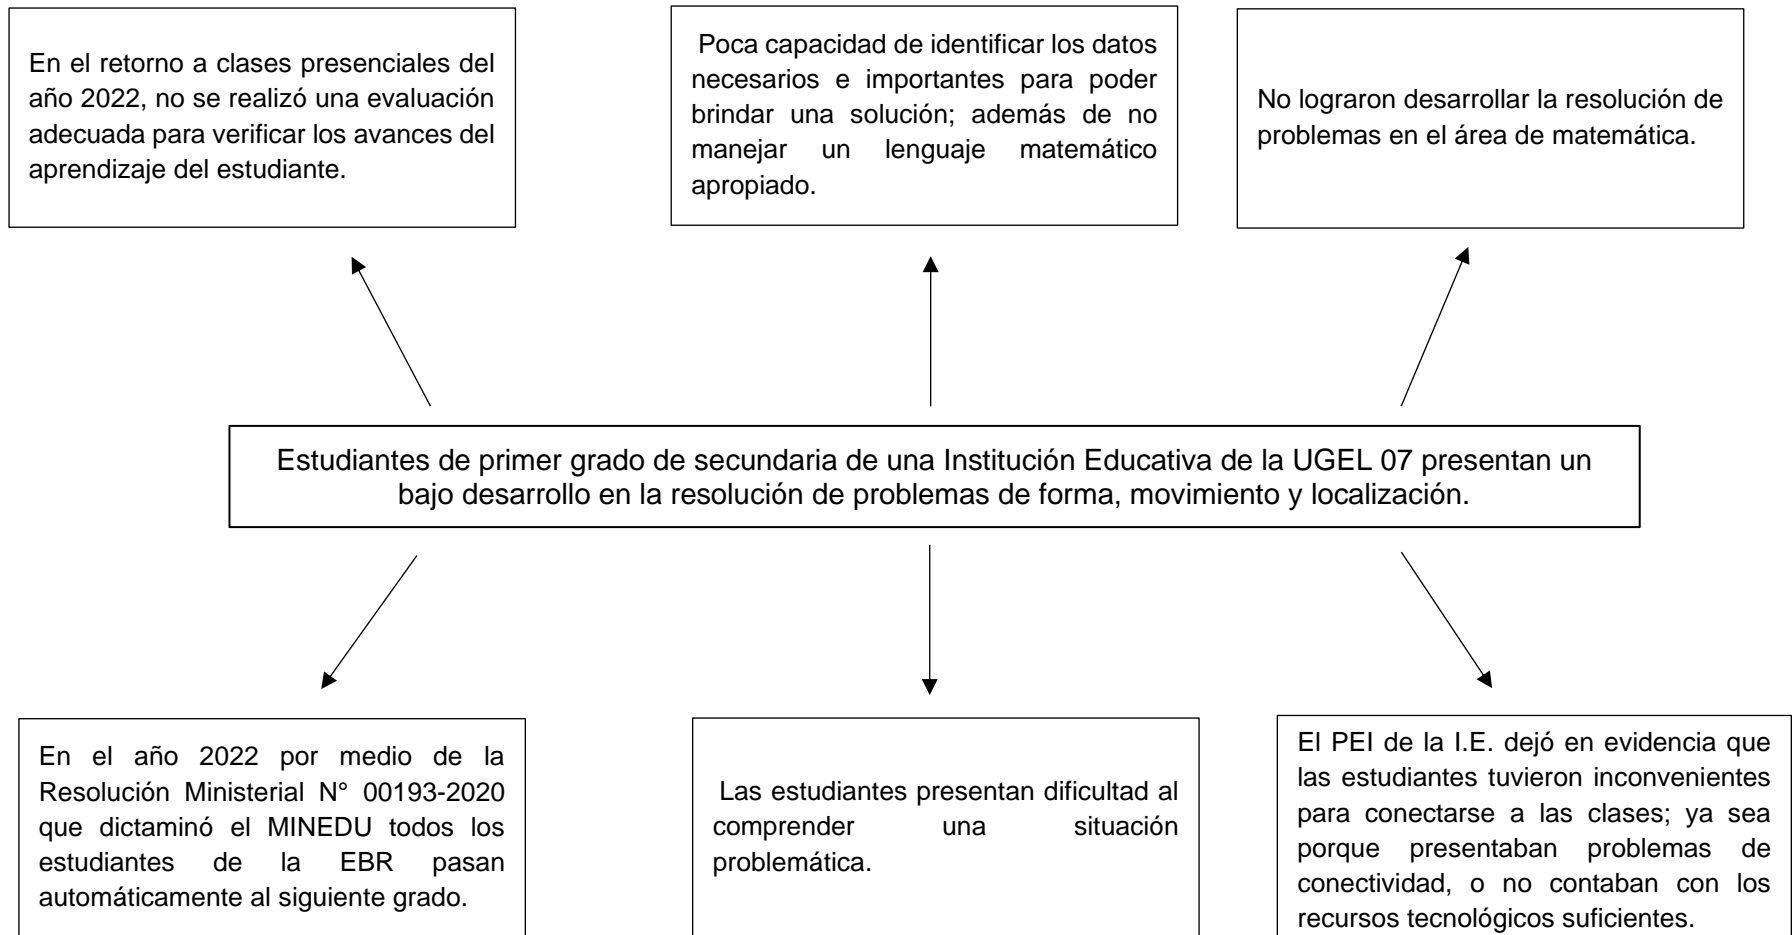 En el retorno a clases presenciales del
año 2022, no se realizó una evaluación
adecuada para verificar los avances del
aprendizaje del estudiante.
Poca capacidad de identificar los datos
necesarios e importantes para poder
brindar una solución; además de no
manejar un lenguaje matemático
apropiado.
No lograron desarrollar la resolución de
problemas en el área de matemática.
Estudiantes de primer grado de secundaria de una Institución Educativa de la UGEL 07 presentan un
bajo desarrollo en la resolución de problemas de forma, movimiento y localización.
En el año 2022 por medio de la
Resolución Ministerial N° 00193-2020
que dictaminó el MINEDU todos los
estudiantes de la EBR pasan
automáticamente al siguiente grado.
Las estudiantes presentan dificultad al
comprender una situación
problemática.
El PEI de la I.E. dejó en evidencia que
las estudiantes tuvieron inconvenientes
para conectarse a las clases; ya sea
porque presentaban problemas de
conectividad, o no contaban con los
recursos tecnológicos suficientes.